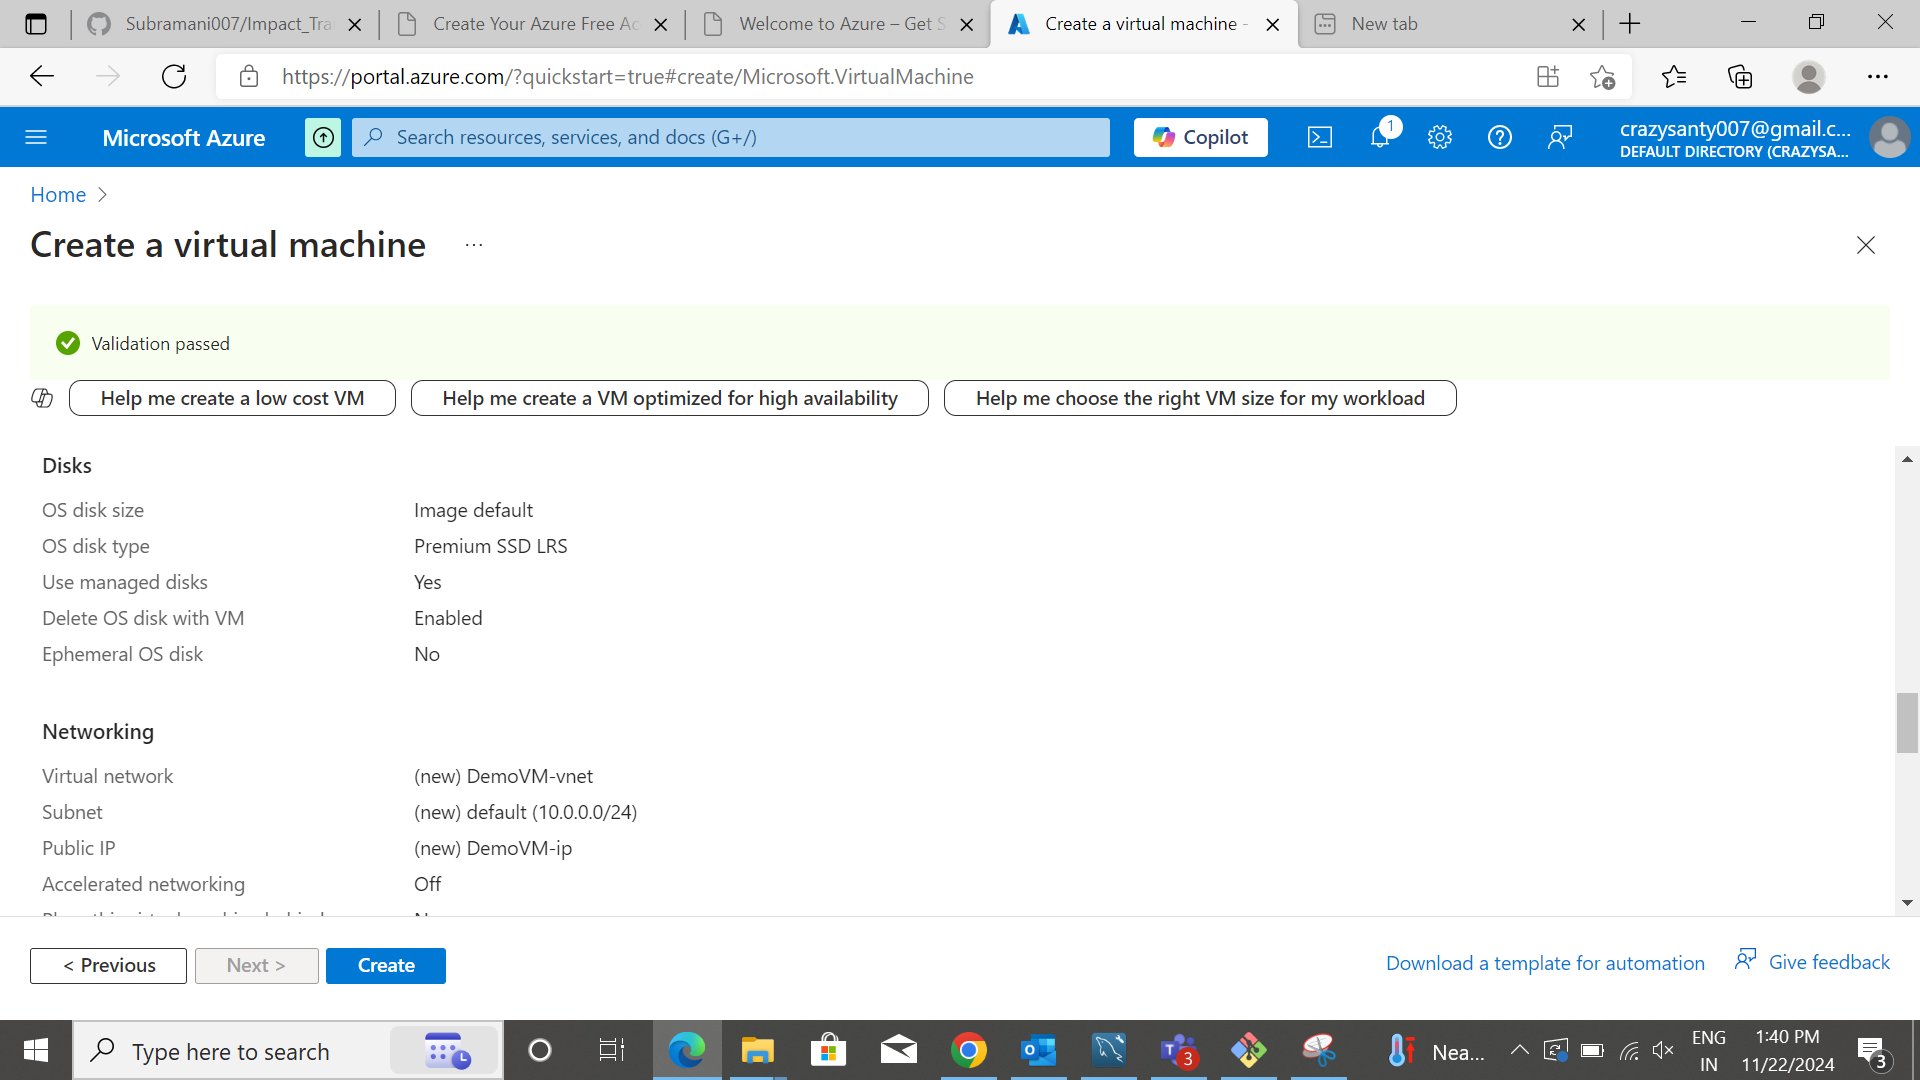 Subramani007/Impact_Tra
Create Your Azure Free Ac
Welcome to Azure – Get S
Create a virtual machine -
New tab
https://portal.azure.com/?quickstart=true#create/Microsoft.VirtualMachine
Microsoft Azure
Search resources, services, and docs (G+/)
Copilot
1
crazysanty007@gmail.c...
DEFAULT DIRECTORY (CRAZYSA...
Home >
Create a virtual machine ...
Validation passed
Help me create a low cost VM
Help me create a VM optimized for high availability
Help me choose the right VM size for my workload
Disks
OS disk size Image default
OS disk type Premium SSD LRS
Use managed disks Yes
Delete OS disk with VM Enabled
Ephemeral OS disk No
Networking
Virtual network (new) DemoVM-vnet
Subnet (new) default (10.0.0.0/24)
Public IP (new) DemoVM-ip
Accelerated networking Off
< Previous
Next >
Create
Download a template for automation
Give feedback
Type here to search
3
Nea...
ENG
IN
1:40 PM
11/22/2024
3